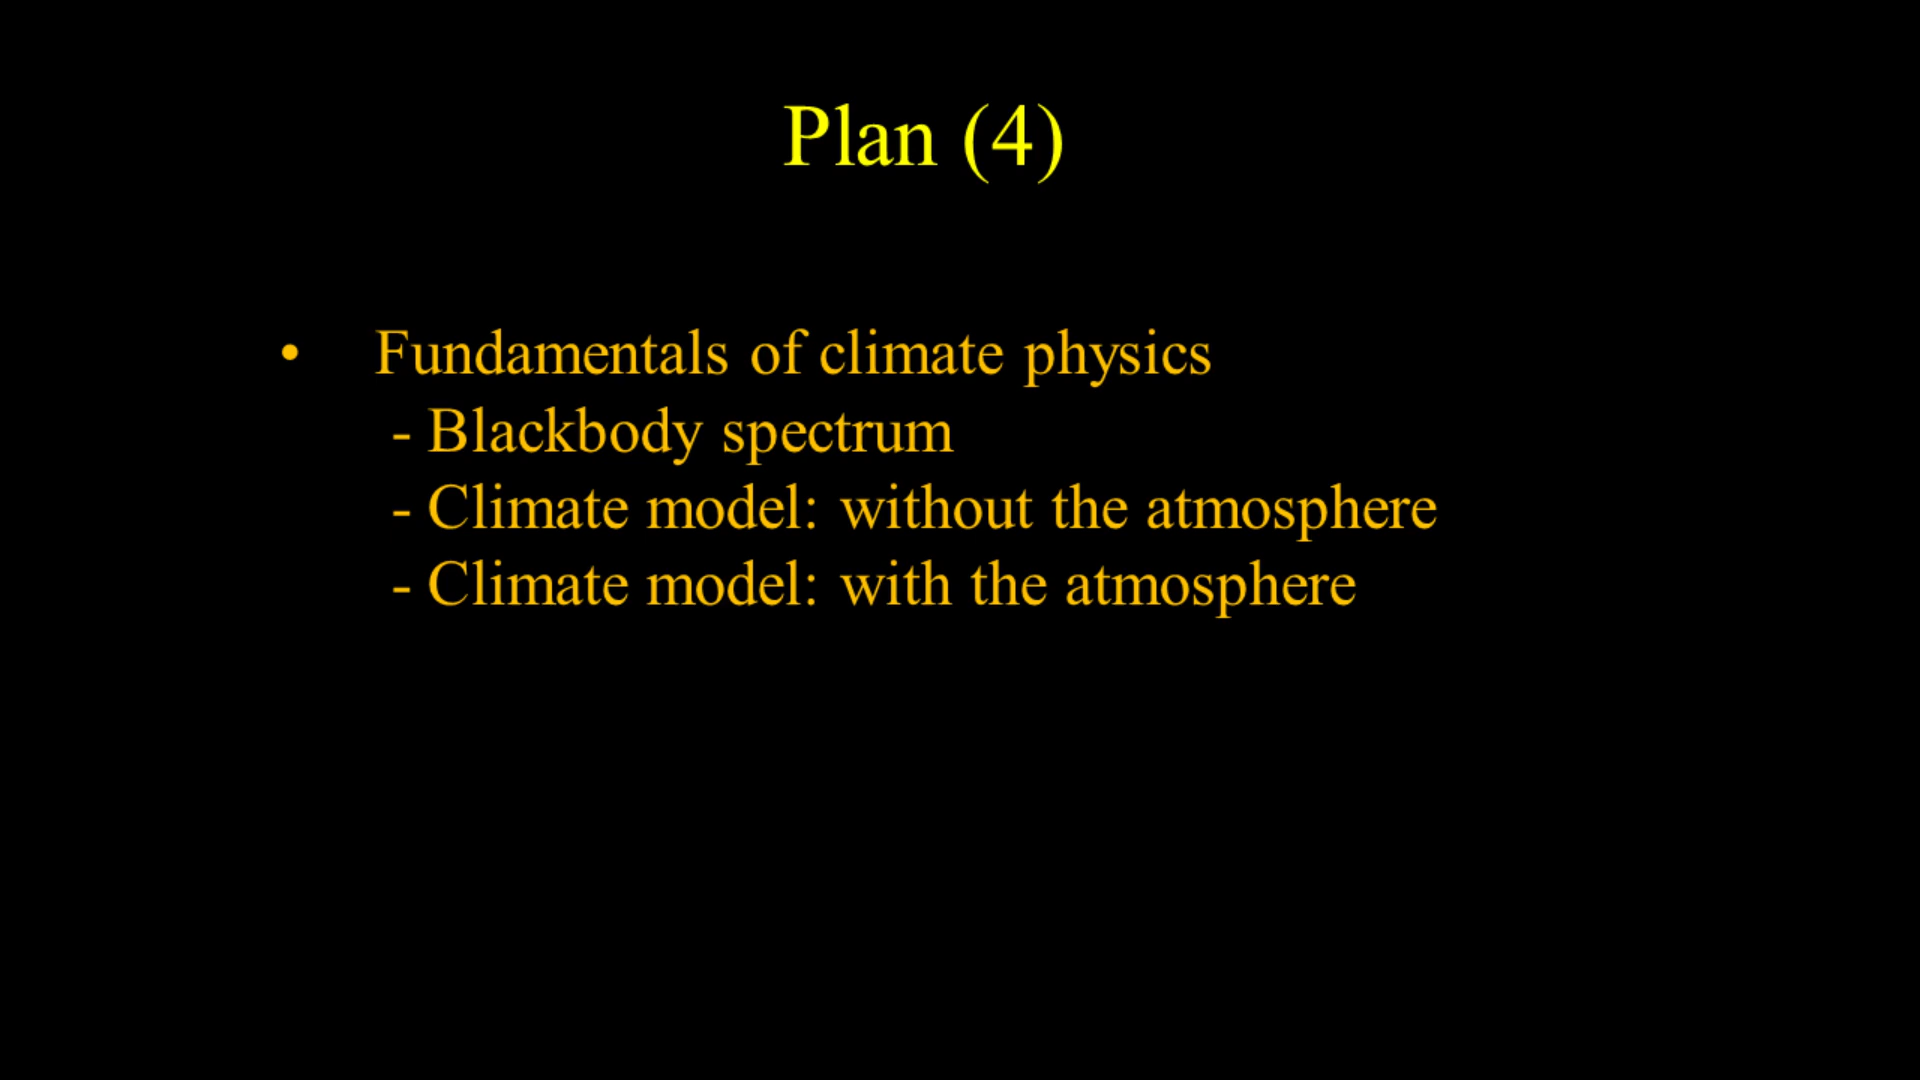 Plan (4)
• Fundamentals of climate physics
- Blackbody spectrum
- Climate model: without the atmosphere
- Climate model: with the atmosphere